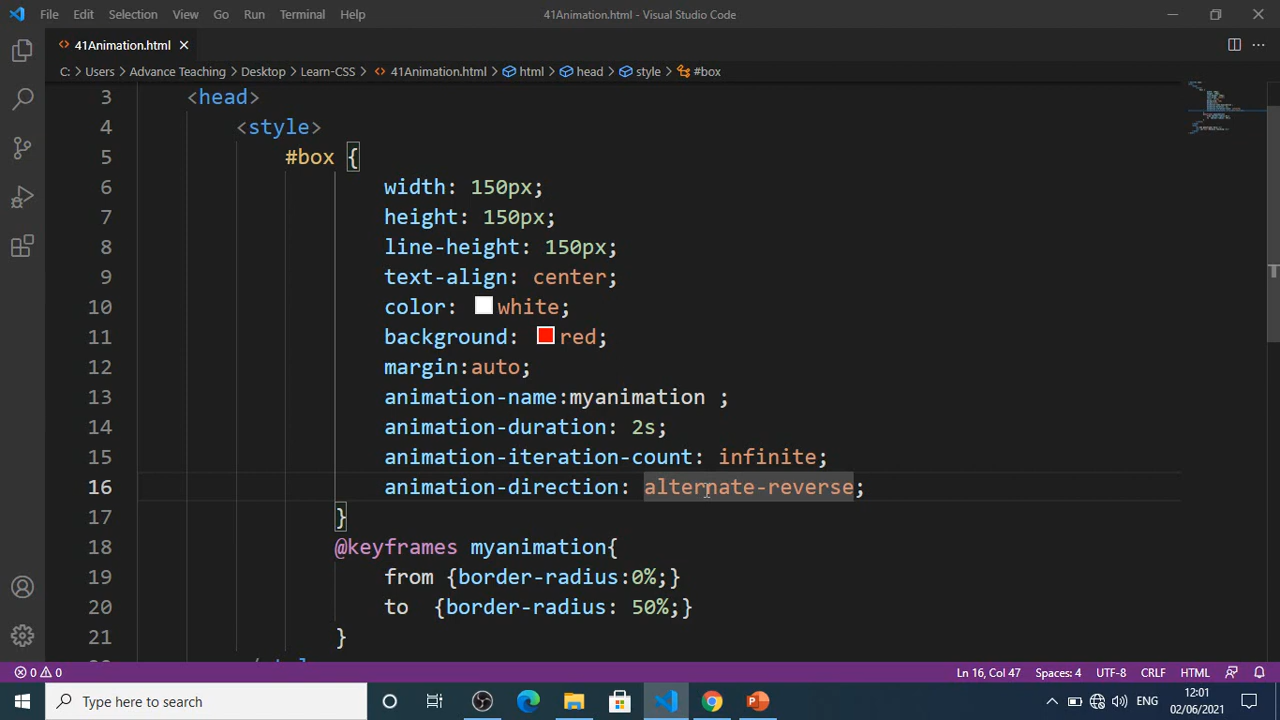 File Edit Selection View Go Run Terminal Help 41Animation.html - Visual Studio Code
41Animation.html
C: Users Advance Teaching Desktop Learn-CSS 41Animation.html html head style #box
3 <head>
4 <style>
5 #box {
6 width: 150px;
7 height: 150px;
8 line-height: 150px;
9 text-align: center;
10 color: white;
11 background: red;
12 margin:auto;
13 animation-name:myanimation ;
14 animation-duration: 2s;
15 animation-iteration-count: infinite;
16 animation-direction: alternate-reverse;
17 }
18 @keyframes myanimation{
19 from {border-radius:0%;}
20 to {border-radius: 50%;}
21 }
0 0 Ln 16, Col 47 Spaces: 4 UTF-8 CRLF HTML
Type here to search ENG 12:01
02/06/2021